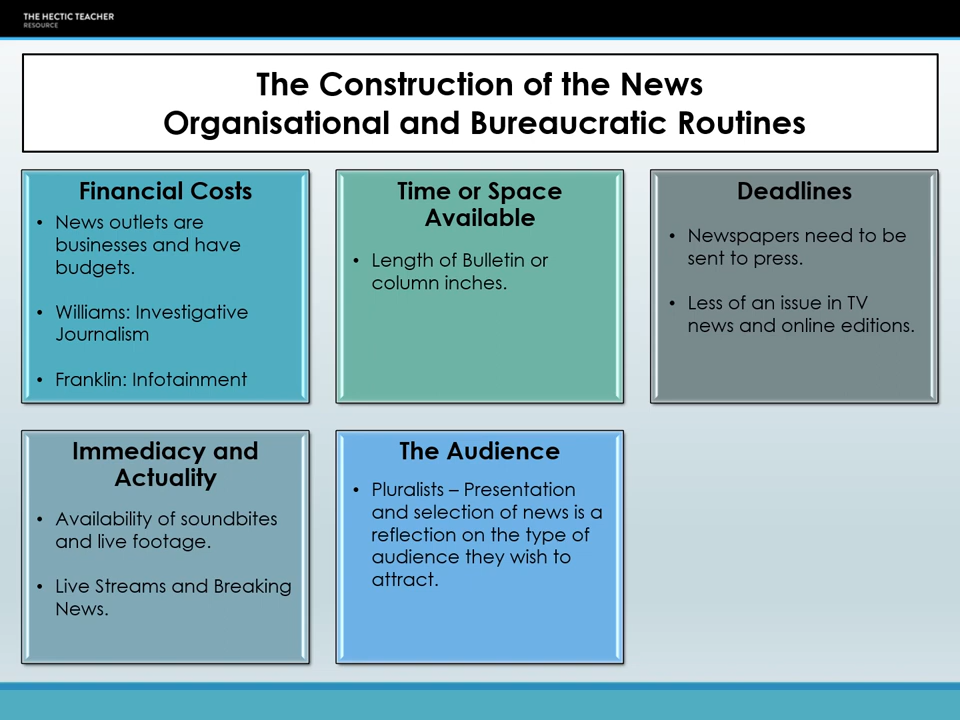 THE HECTIC TEACHER
RESOURCE
The Construction of the News
Organisational and Bureaucratic Routines
Financial Costs
• News outlets are
businesses and have
budgets.
• Williams: Investigative
Journalism
• Franklin: Infotainment
Time or Space
Available
• Length of Bulletin or
column inches.
Deadlines
• Newspapers need to be
sent to press.
• Less of an issue in TV
news and online editions.
Immediacy and
Actuality
• Availability of soundbites
and live footage.
• Live Streams and Breaking
News.
The Audience
• Pluralists – Presentation
and selection of news is a
reflection on the type of
audience they wish to
attract.